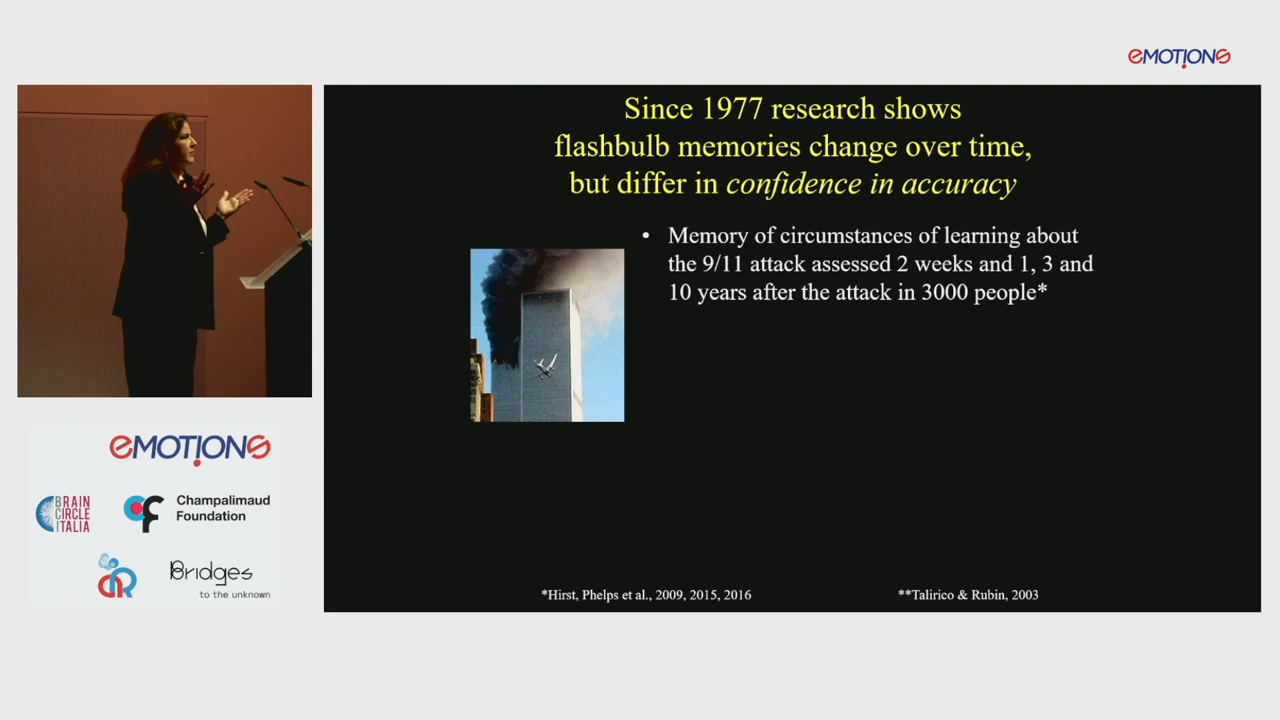 eMOTIONS
Since 1977 research shows
flashbulb memories change over time,
but differ in confidence in accuracy
• Memory of circumstances of learning about
the 9/11 attack assessed 2 weeks and 1, 3 and
10 years after the attack in 3000 people*
*Hirst, Phelps et al., 2009, 2015, 2016
**Talirico & Rubin, 2003
eMOTIONS
BRAIN
CIRCLE
ITALIA
Champalimaud
Foundation
Bridges
to the unknown